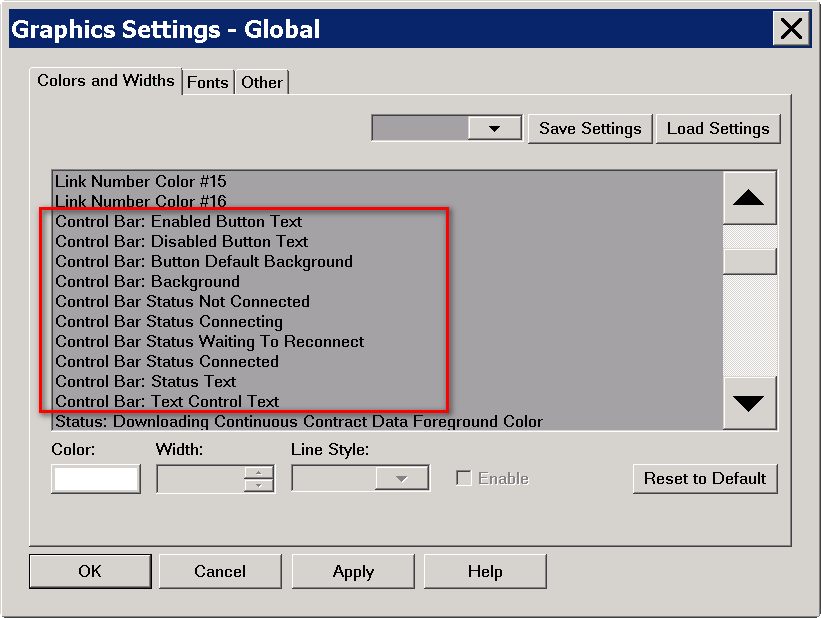 Graphics Settings - Global
Colors and Widths
Fonts
Other
Save Settings
Load Settings
Link Number Color #15
Link Number Color #16
Control Bar: Enabled Button Text
Control Bar: Disabled Button Text
Control Bar: Button Default Background
Control Bar: Background
Control Bar Status Not Connected
Control Bar Status Connecting
Control Bar Status Waiting To Reconnect
Control Bar Status Connected
Control Bar: Status Text
Control Bar: Text Control Text
Status: Downloading Continuous Contract Data Foreground Color
Color:
Width:
Line Style:
Enable
Reset to Default
OK
Cancel
Apply
Help